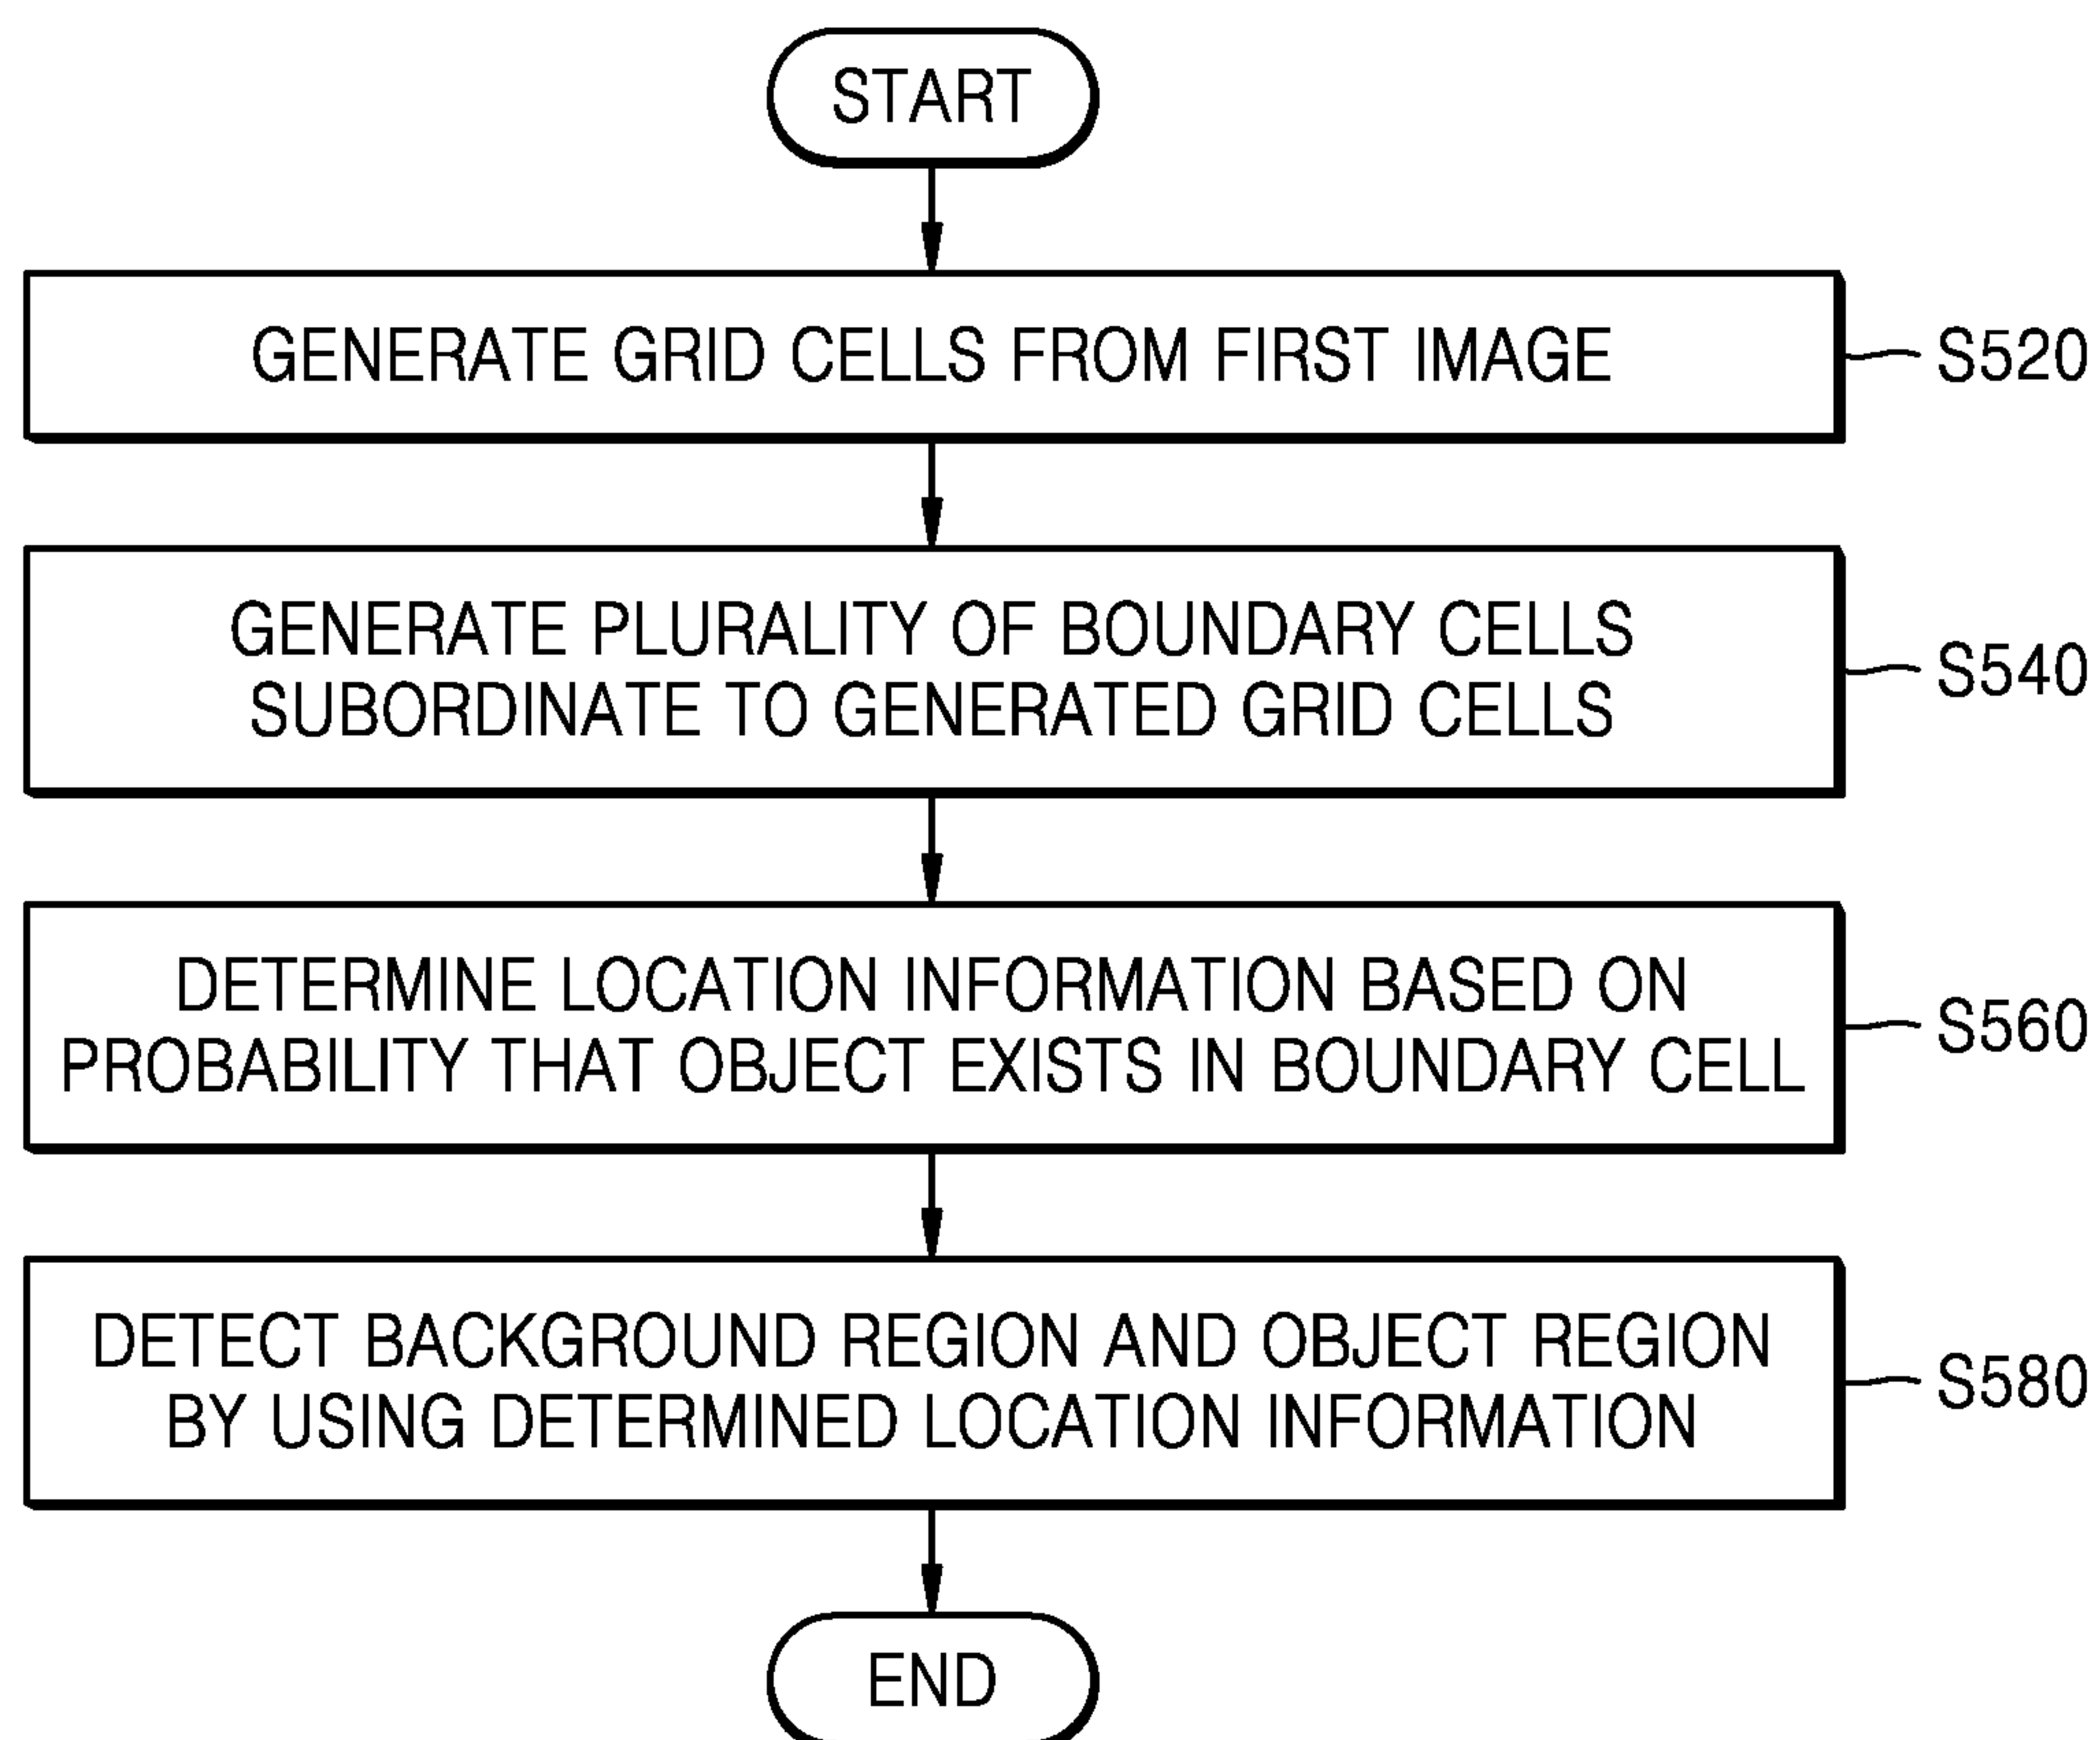 START
GENERATE GRID CELLS FROM FIRST IMAGE
S520
GENERATE PLURALITY OF BOUNDARY CELLS
SUBORDINATE TO GENERATED GRID CELLS
S540
DETERMINE LOCATION INFORMATION BASED ON
PROBABILITY THAT OBJECT EXISTS IN BOUNDARY CELL
S560
DETECT BACKGROUND REGION AND OBJECT REGION
BY USING DETERMINED LOCATION INFORMATION
S580
END